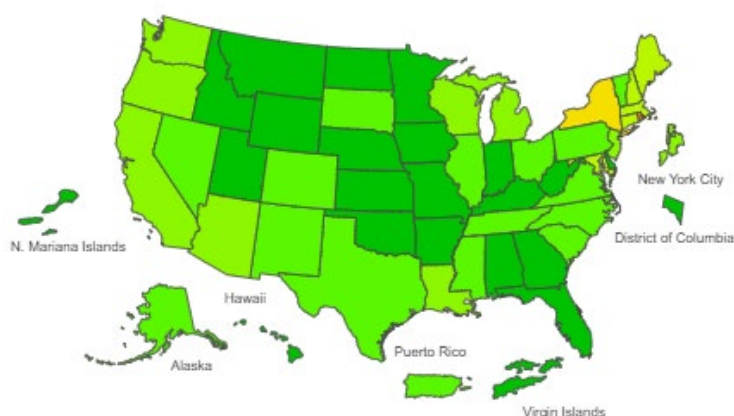 New York City
District of Columbia
N. Mariana Islands
Hawaii
Alaska
Puerto Rico
Virgin Islands